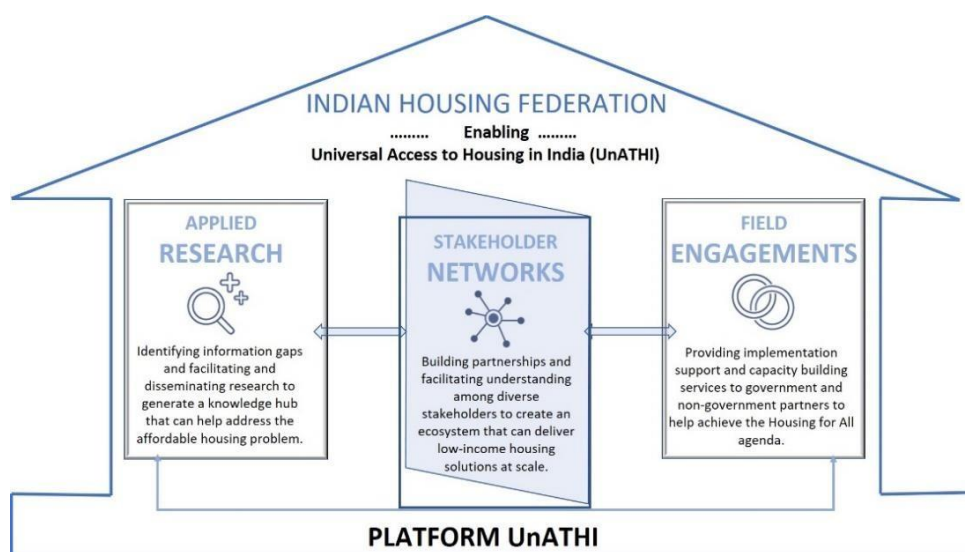 INDIAN HOUSING FEDERATION
......... Enabling .........
Universal Access to Housing in India (UnATHI)
APPLIED
RESEARCH
Identifying information gaps
and facilitating and
disseminating research to
generate a knowledge hub
that can help address the
affordable housing problem.
STAKEHOLDER
NETWORKS
Building partnerships and
facilitating understanding
among diverse
stakeholders to create an
ecosystem that can deliver
low-income housing
solutions at scale.
FIELD
ENGAGEMENTS
Providing implementation
support and capacity building
services to government and
non-government partners to
help achieve the Housing for All
agenda.
PLATFORM UnATHI